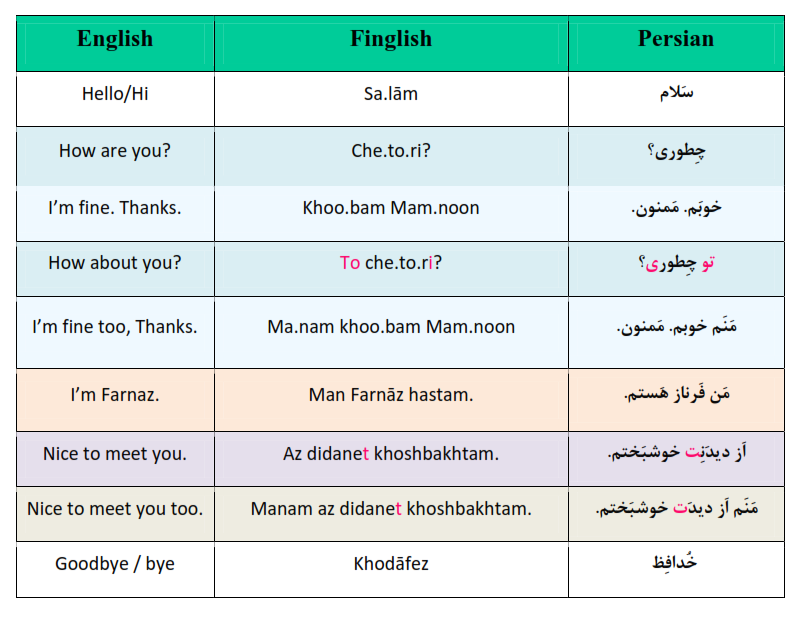 English Finglish Persian
Hello/Hi Sa.lām سَلام
How are you? Che.to.ri? چِطوری؟
I’m fine. Thanks. Khoo.bam Mam.noon خوبَم. مَمنون.
How about you? To che.to.ri? تو چِطوری؟
I’m fine too, Thanks. Ma.nam khoo.bam Mam.noon مَنَم خوبم. مَمنون.
I’m Farnaz. Man Farnāz hastam. مَن فَرناز هَستم.
Nice to meet you. Az didanet khoshbakhtam. اَز دیدَنِت خوشبَختم.
Nice to meet you too. Manam az didanet khoshbakhtam. مَنَم اَز دیدَت خوشبَختم.
Goodbye / bye Khodāfez خُدافِظ